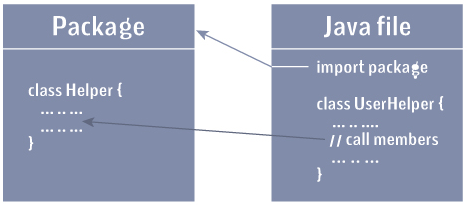 Package
class Helper {
... .. ...
... .. ...
}
Java file
import package;
class UserHelper {
... .. ....
// call members
... .. ...
}